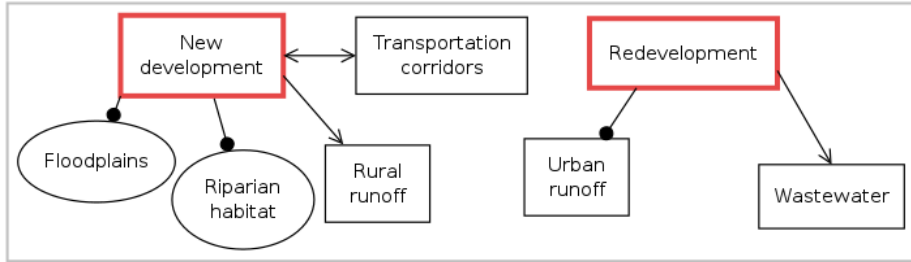 New
development
Transportation
corridors
Redevelopment
Floodplains
Riparian
habitat
Rural
runoff
Urban
runoff
Wastewater